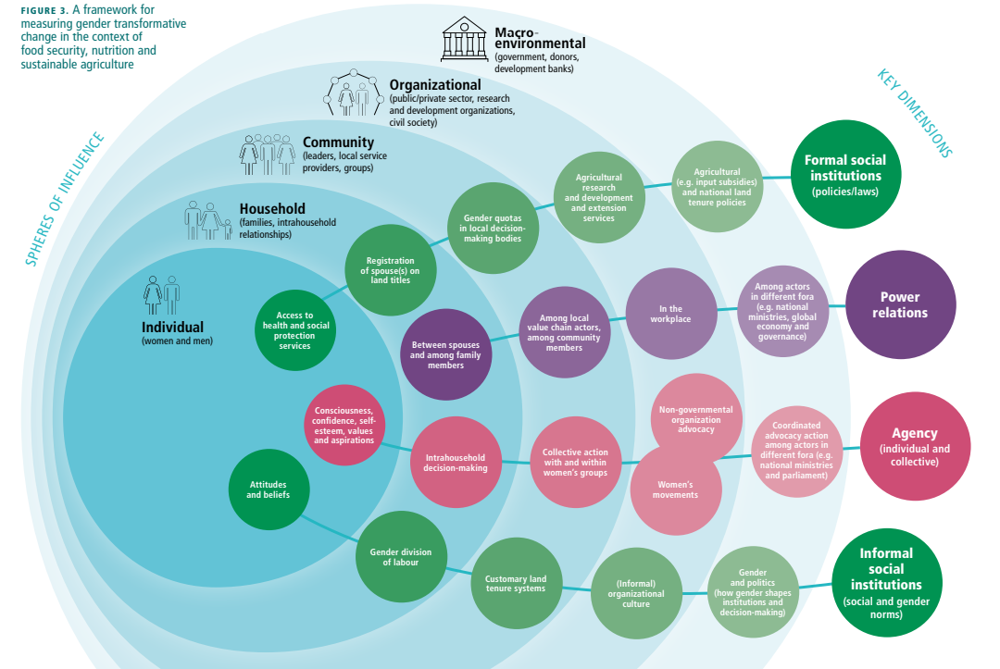 FIGURE 3. A framework for
measuring gender transformative
change in the context of
food security, nutrition and
sustainable agriculture
SPHERES OF INFLUENCE
KEY DIMENSIONS
Macro-
environmental
(government, donors,
development banks)
Organizational
(public/private sector, research
and development organizations,
civil society)
Community
(leaders, local service
providers, groups)
Household
(families, intrahousehold
relationships)
Individual
(women and men)
Access to
health and social
protection
services
Registration
of spouse(s) on
land titles
Gender quotas
in local decision-
making bodies
Agricultural
research
and development
and extension
services
Agricultural
(e.g. input subsidies)
and national land
tenure policies
Formal social
institutions
(policies/laws)
Between spouses
and among family
members
Among local
value chain actors,
among community
members
In the
workplace
Among actors
in different fora
(e.g. national
ministries, global
economy and
governance)
Power
relations
Consciousness,
confidence, self-
esteem, values
and aspirations
Intrahousehold
decision-making
Collective action
with and within
women's groups
Non-governmental
organization
advocacy
Women's
movements
Coordinated
advocacy action
among actors in
different fora (e.g.
national ministries
and parliament)
Agency
(individual and
collective)
Attitudes
and beliefs
Gender division
of labour
Customary land
tenure systems
(Informal)
organizational
culture
Gender
and politics
(how gender shapes
institutions and
decision-making)
Informal
social
institutions
(social and gender
norms)